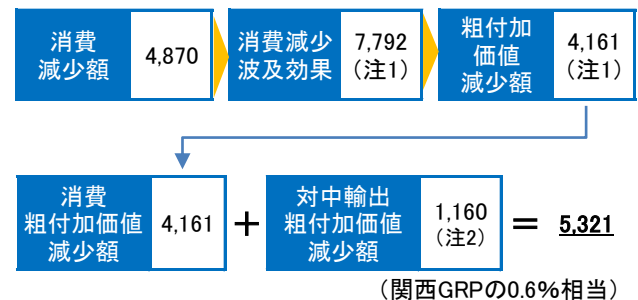 消費
減少額
4,870
消費減少
波及効果
7,792
（注1）
粗付加
価値
減少額
4,161
（注1）
消費
粗付加価値
減少額
4,161
＋
対中輸出
粗付加価値
減少額
1,160
（注2）
＝
5,321
（関西GRPの0.6%相当）